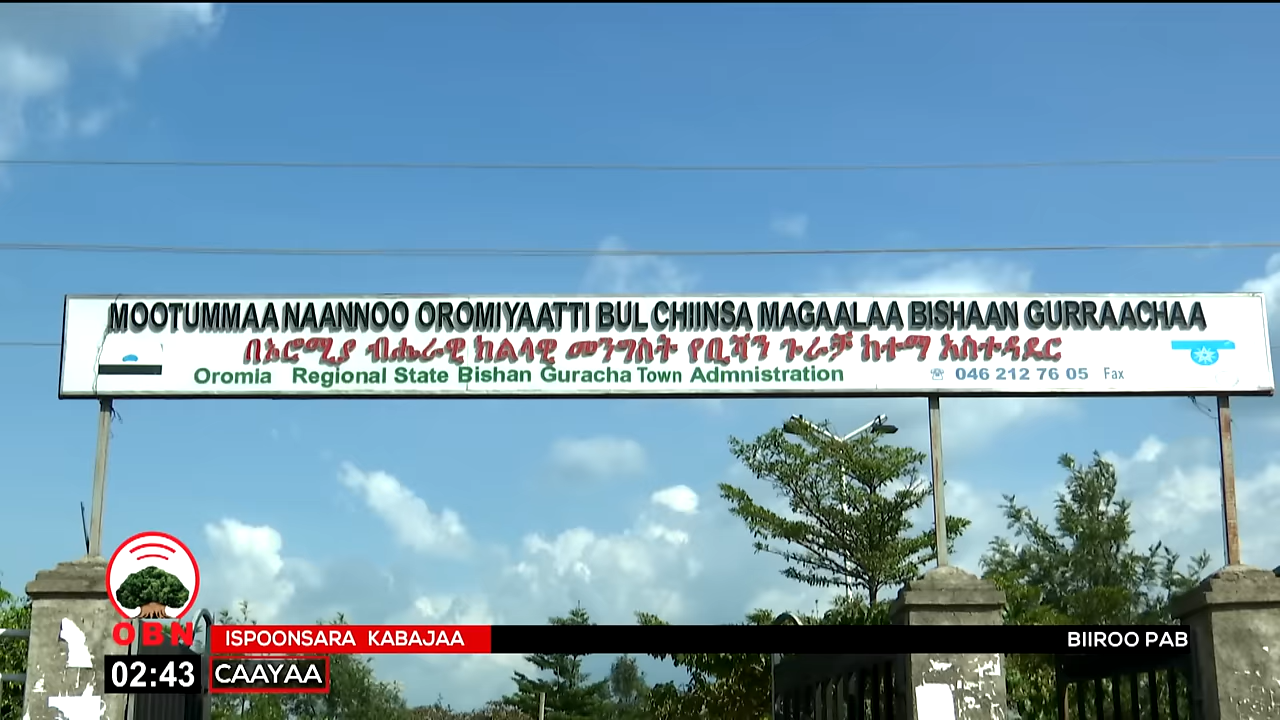 MOOTUMMAA NAANNOO OROMIYAATTI BUL CHIINSA MAGAALAA BISHAAN GURRAACHAA
በኦሮሚያ ብሔራዊ ክልላዊ መንግስት የቢሻን ጉራቻ ከተማ አስተዳደር
Oromia Regional State Bishan Guracha Town Admnistration ☏ 046 212 76 05 Fax
OBN
ISPOONSARA KABAJAA
BIIROO PAB
02:43
CAAYAA